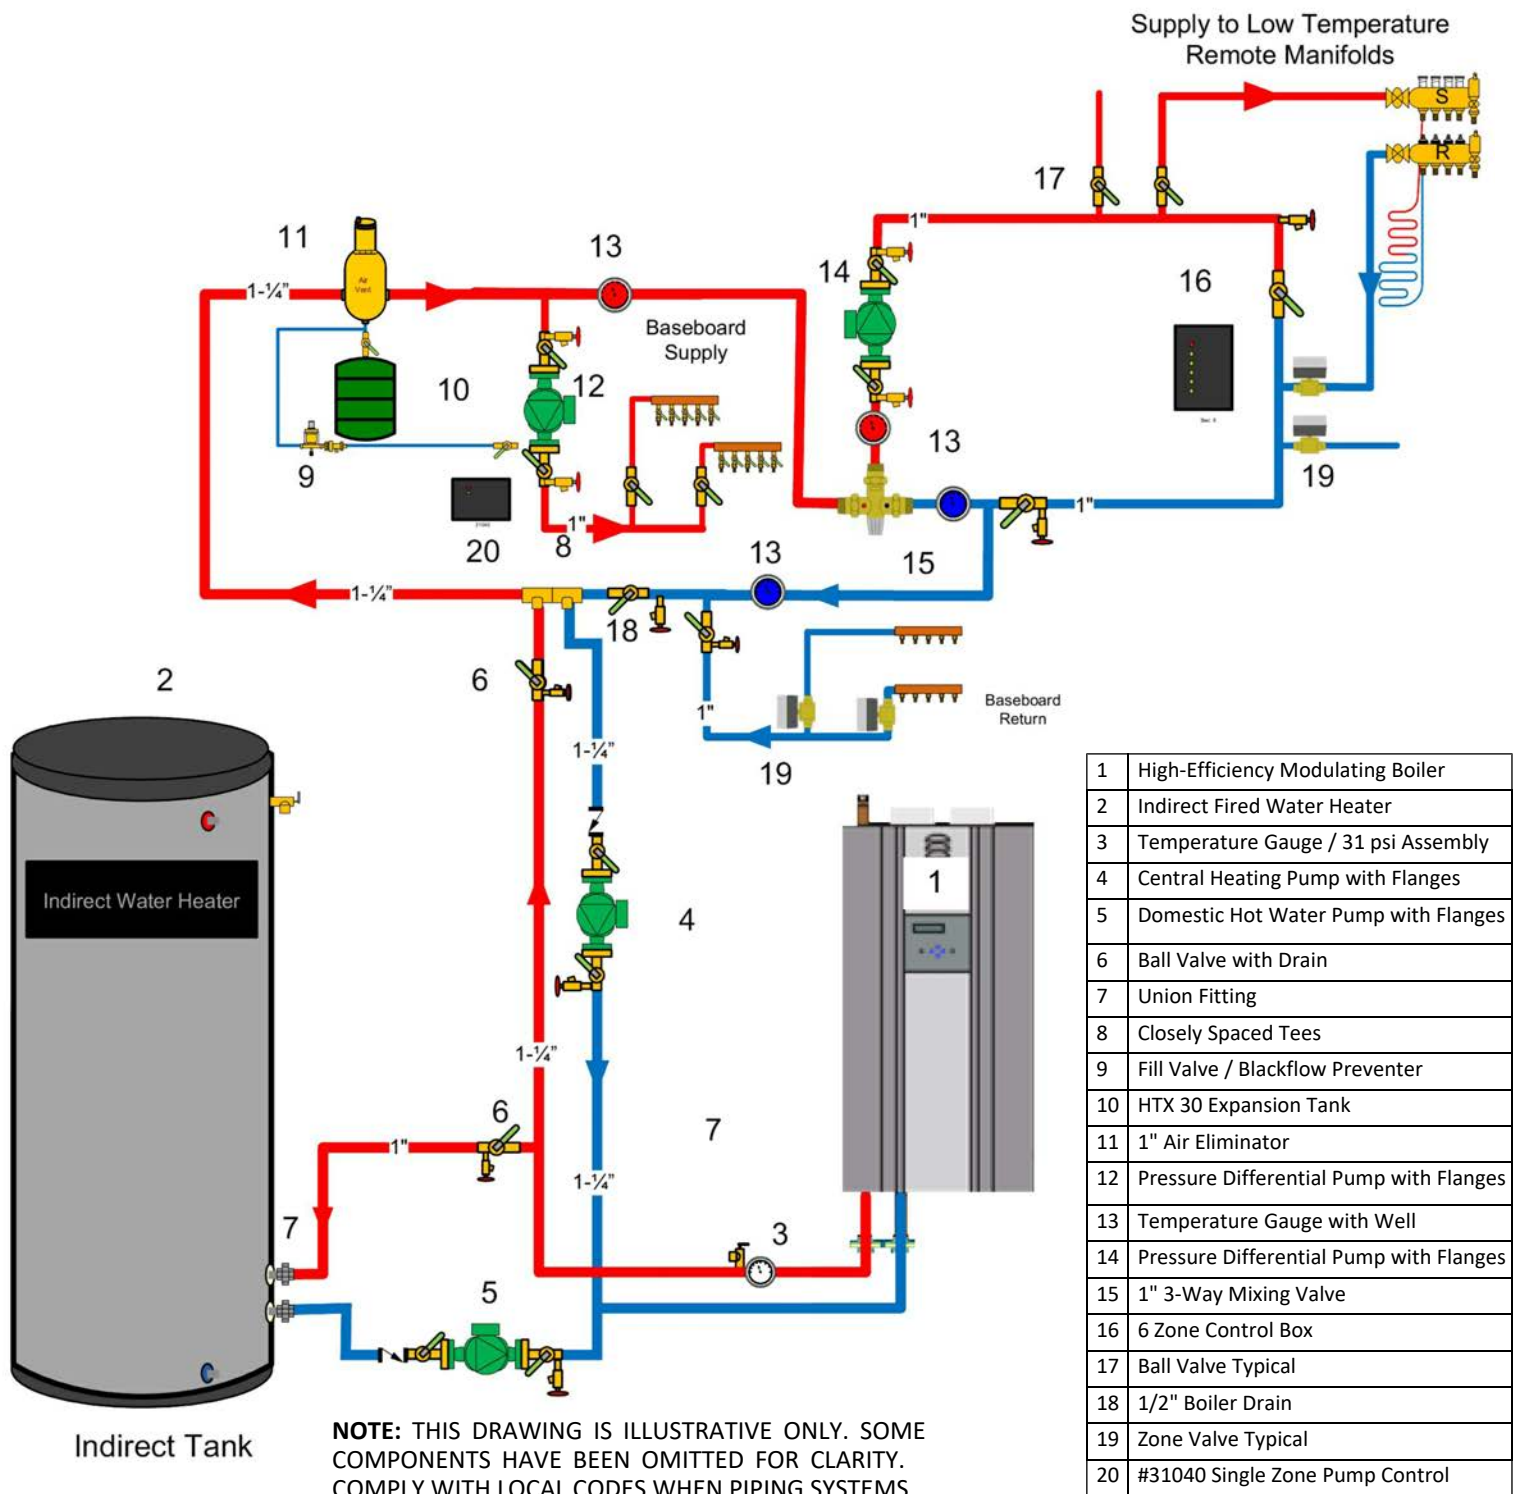 Supply to Low Temperature
Remote Manifolds
S
R
17
1"
11
13
14
16
1-¼"
Air
Vent
Baseboard
Supply
10
12
13
9
19
1"
20
8
1"
13
15
1-¼"
18
2
6
1"
Baseboard
Return
1-¼"
19
Indirect Water Heater
1
4
1-¼"
6
7
1"
1-¼"
7
3
5
Indirect Tank
1 High-Efficiency Modulating Boiler
2 Indirect Fired Water Heater
3 Temperature Gauge / 31 psi Assembly
4 Central Heating Pump with Flanges
5 Domestic Hot Water Pump with Flanges
6 Ball Valve with Drain
7 Union Fitting
8 Closely Spaced Tees
9 Fill Valve / Blackflow Preventer
10 HTX 30 Expansion Tank
11 1" Air Eliminator
12 Pressure Differential Pump with Flanges
13 Temperature Gauge with Well
14 Pressure Differential Pump with Flanges
15 1" 3-Way Mixing Valve
16 6 Zone Control Box
17 Ball Valve Typical
18 1/2" Boiler Drain
19 Zone Valve Typical
20 #31040 Single Zone Pump Control
NOTE: THIS DRAWING IS ILLUSTRATIVE ONLY. SOME
COMPONENTS HAVE BEEN OMITTED FOR CLARITY.
COMPLY WITH LOCAL CODES WHEN PIPING SYSTEMS